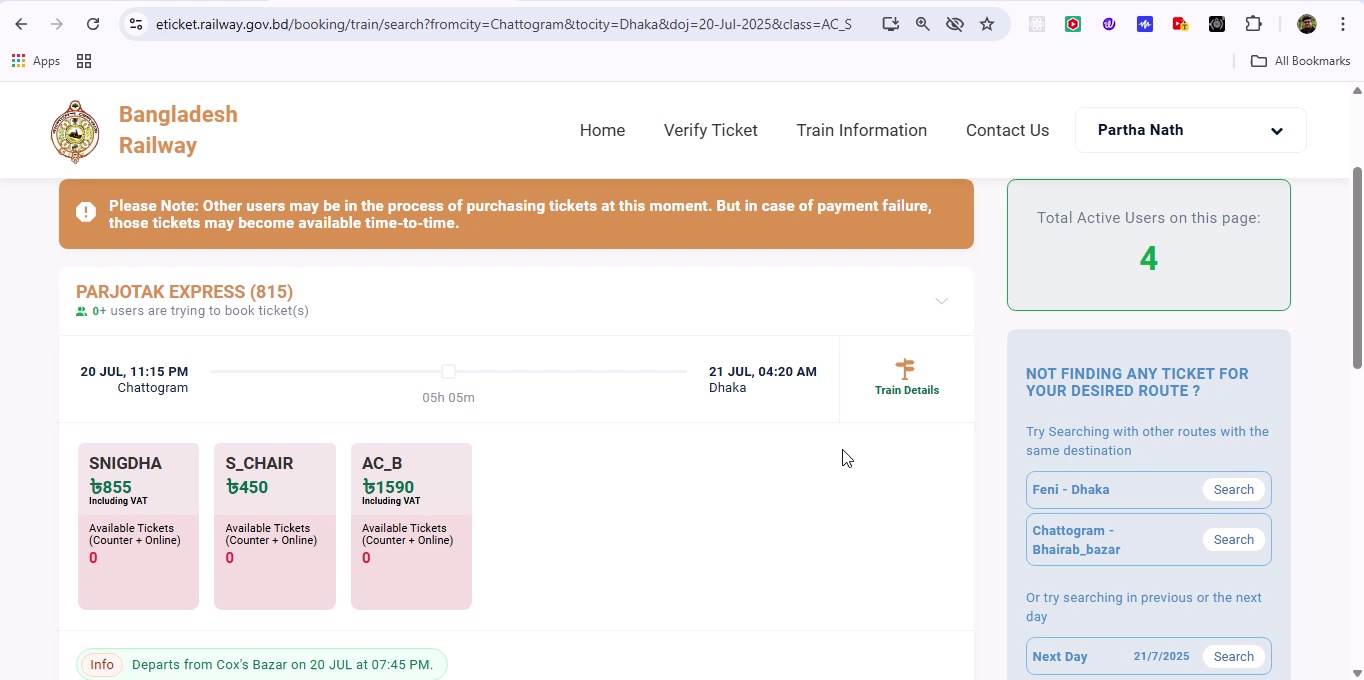 eticket.railway.gov.bd/booking/train/search?fromcity=Chattogram&tocity=Dhaka&doj=20-Jul-2025&class=AC_S
Apps
All Bookmarks
Bangladesh
Railway
Home
Verify Ticket
Train Information
Contact Us
Partha Nath
Please Note: Other users may be in the process of purchasing tickets at this moment. But in case of payment failure,
those tickets may become available time-to-time.
Total Active Users on this page:
4
PARJOTAK EXPRESS (815)
0+ users are trying to book ticket(s)
20 JUL, 11:15 PM
Chattogram
05h 05m
21 JUL, 04:20 AM
Dhaka
Train Details
SNIGDHA
৳855
Including VAT
Available Tickets
(Counter + Online)
0
S_CHAIR
৳450
Available Tickets
(Counter + Online)
0
AC_B
৳1590
Including VAT
Available Tickets
(Counter + Online)
0
Info
Departs from Cox's Bazar on 20 JUL at 07:45 PM.
NOT FINDING ANY TICKET FOR
YOUR DESIRED ROUTE ?
Try Searching with other routes with the
same destination
Feni - Dhaka
Search
Chattogram -
Bhairab_bazar
Search
Or try searching in previous or the next
day
Next Day
21/7/2025
Search